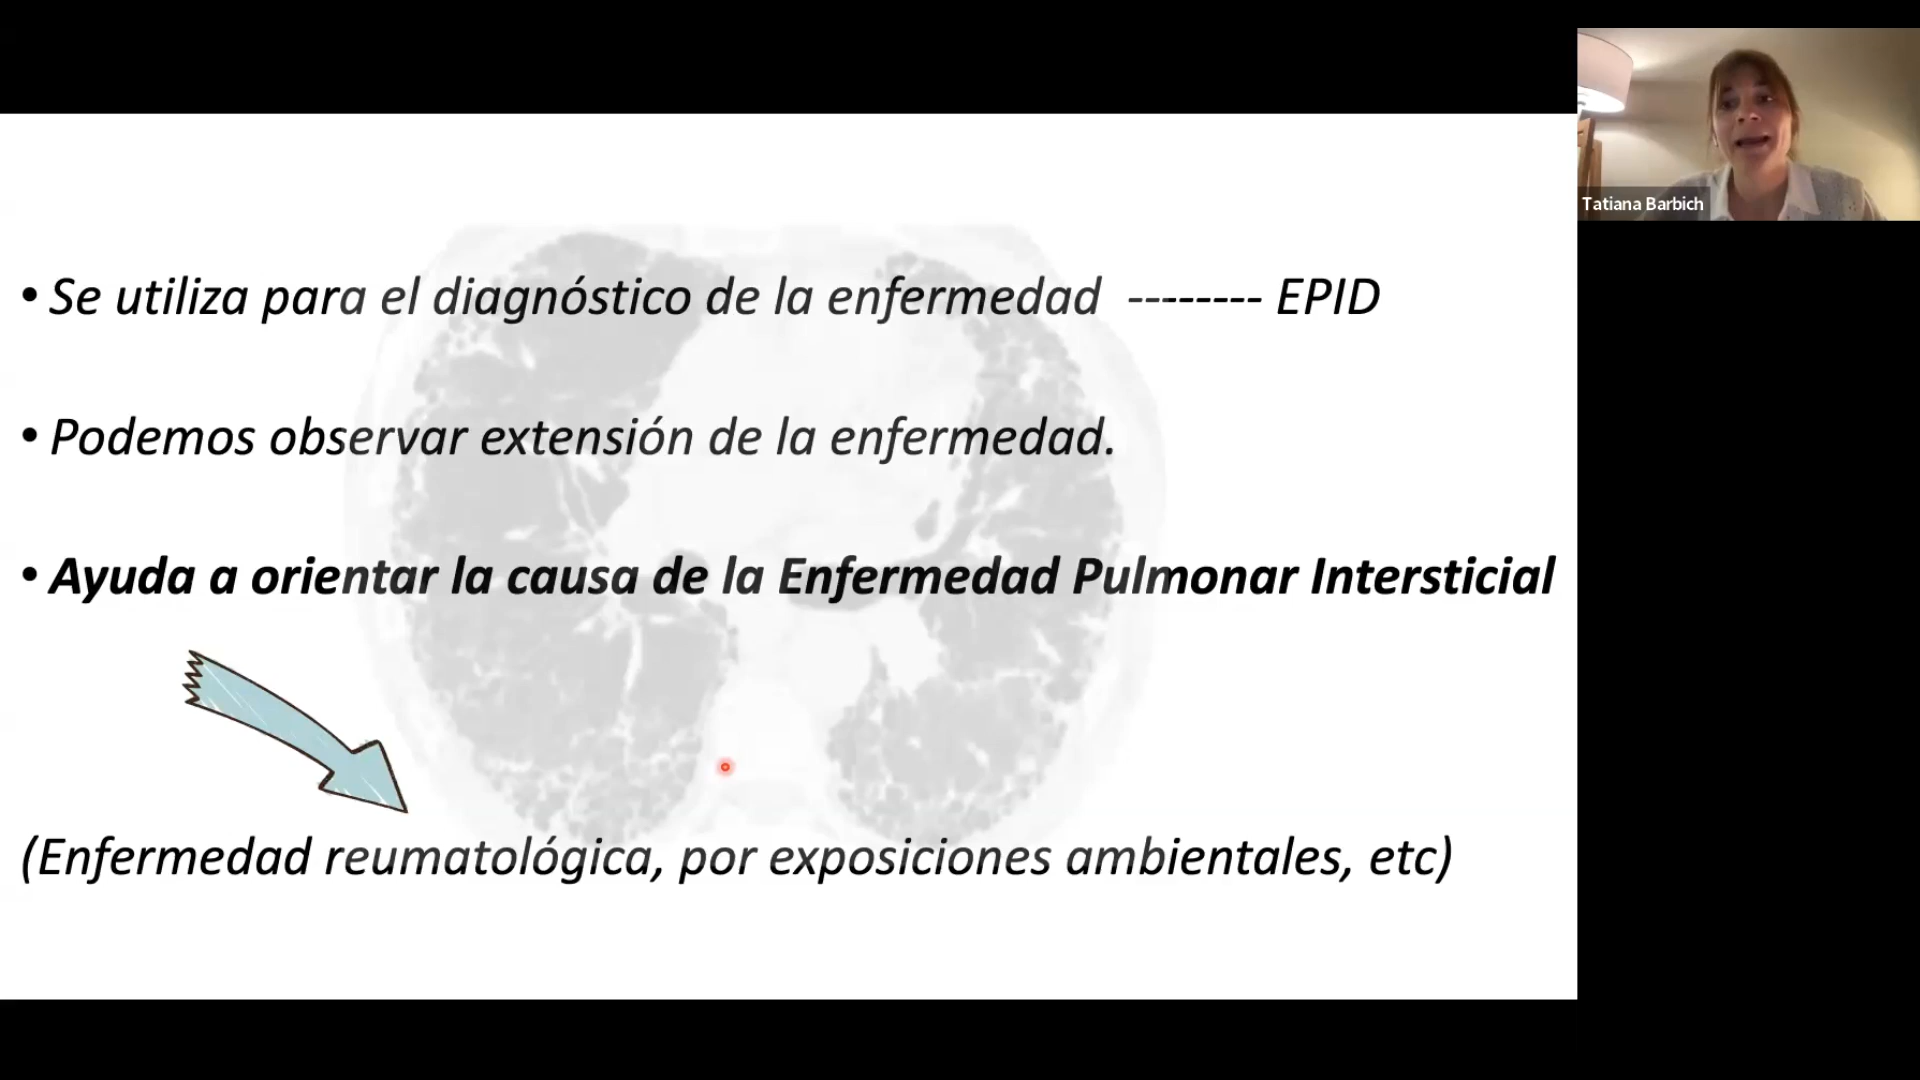 • Se utiliza para el diagnóstico de la enfermedad -------- EPID
• Podemos observar extensión de la enfermedad.
• Ayuda a orientar la causa de la Enfermedad Pulmonar Intersticial
(Enfermedad reumatológica, por exposiciones ambientales, etc)
Tatiana Barbich